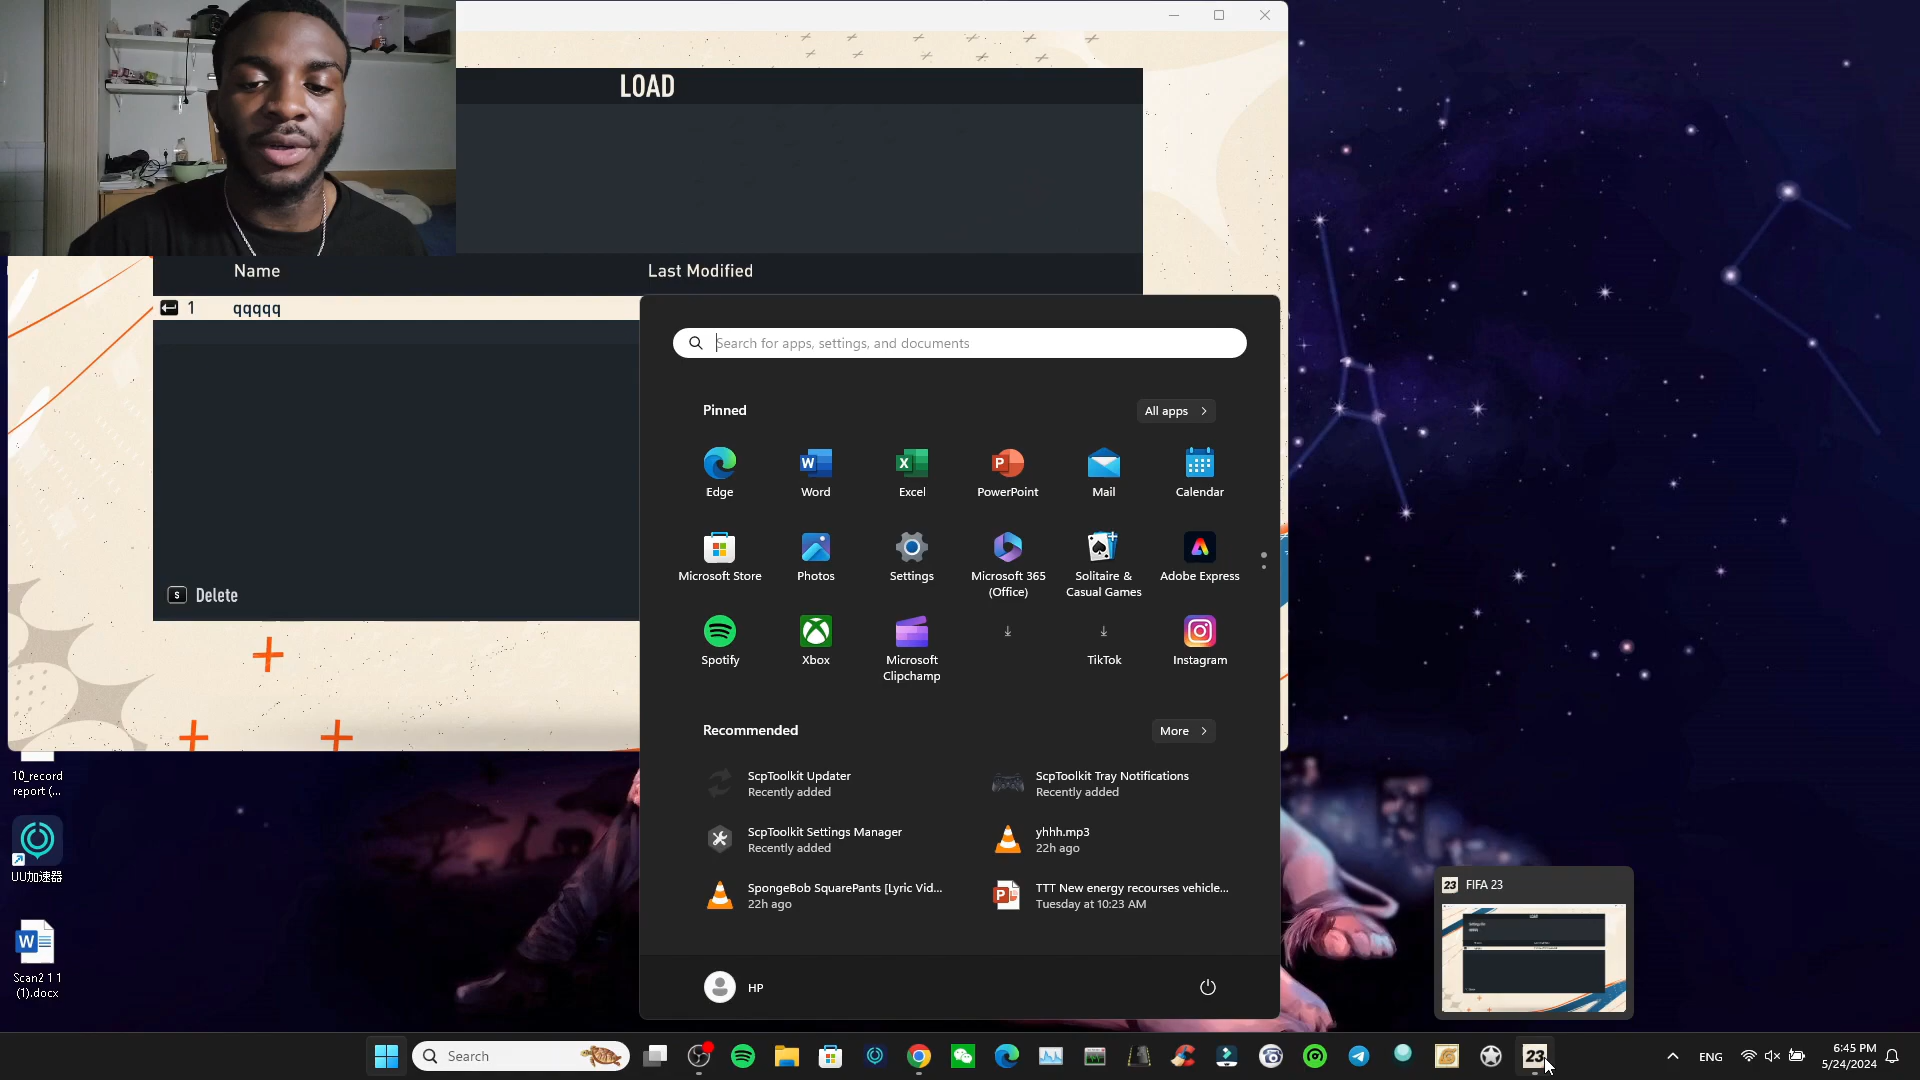 LOAD
Name
Last Modified
1
qqqqq
S Delete
Search for apps, settings, and documents
Pinned
All apps
Edge
Word
Excel
PowerPoint
Mail
Calendar
Microsoft Store
Photos
Settings
Microsoft 365
(Office)
Solitaire &
Casual Games
Adobe Express
Spotify
Xbox
Microsoft
Clipchamp
TikTok
Instagram
Recommended
More
ScpToolkit Updater
Recently added
ScpToolkit Tray Notifications
Recently added
ScpToolkit Settings Manager
Recently added
yhhh.mp3
22h ago
SpongeBob SquarePants [Lyric Vid...
22h ago
TTT New energy recourses vehicle...
Tuesday at 10:23 AM
HP
10_record
report (...
UU加速器
Scan2 1 1
(1).docx
23 FIFA 23
Search
23
ENG
6:45 PM
5/24/2024